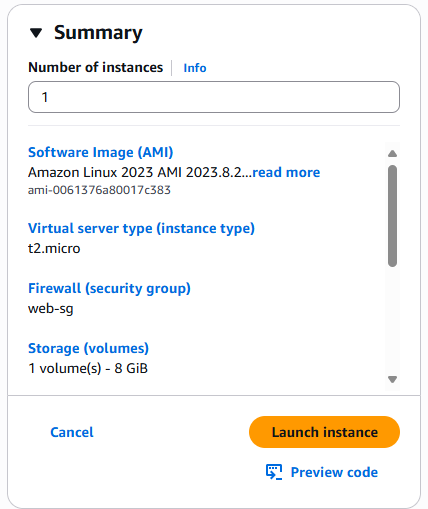 Summary
Number of instances Info
1
Software Image (AMI)
Amazon Linux 2023 AMI 2023.8.2...read more
ami-0061376a80017c383
Virtual server type (instance type)
t2.micro
Firewall (security group)
web-sg
Storage (volumes)
1 volume(s) - 8 GiB
Cancel Launch instance
Preview code